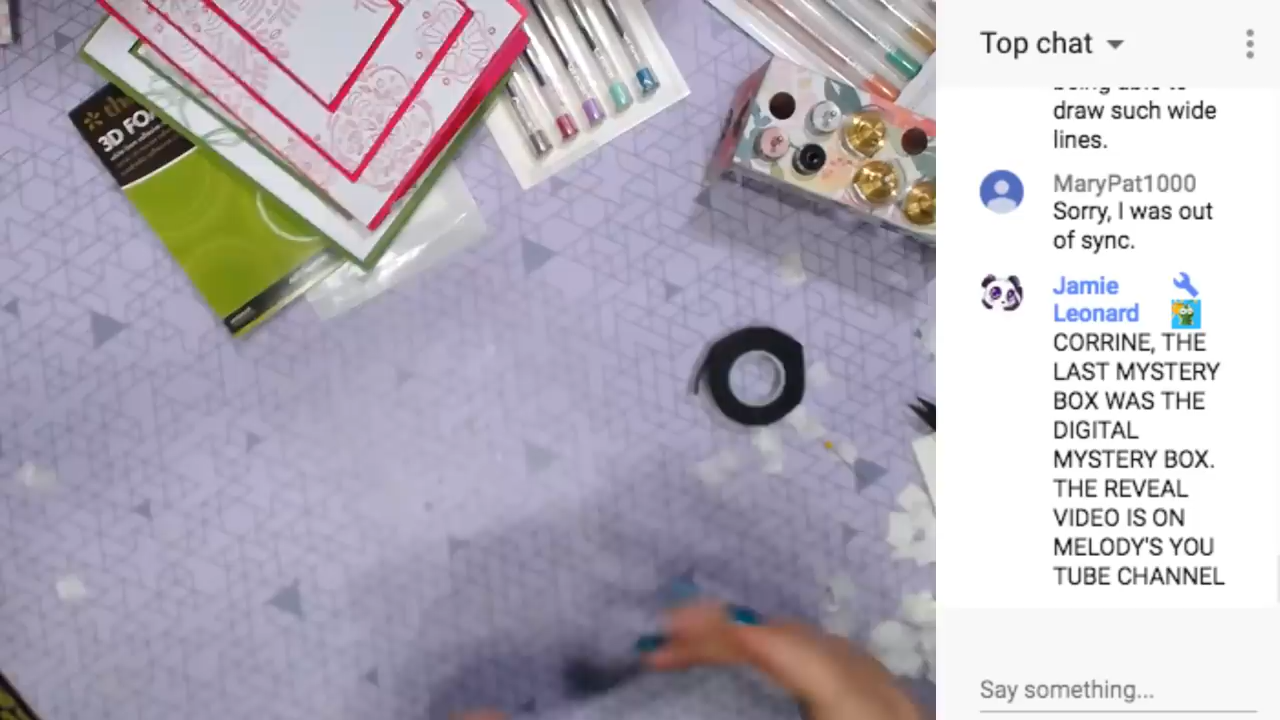 Top chat
draw such wide
lines.
MaryPat1000
Sorry, I was out
of sync.
Jamie
Leonard
CORRINE, THE
LAST MYSTERY
BOX WAS THE
DIGITAL
MYSTERY BOX.
THE REVEAL
VIDEO IS ON
MELODY'S YOU
TUBE CHANNEL
Say something...
3D